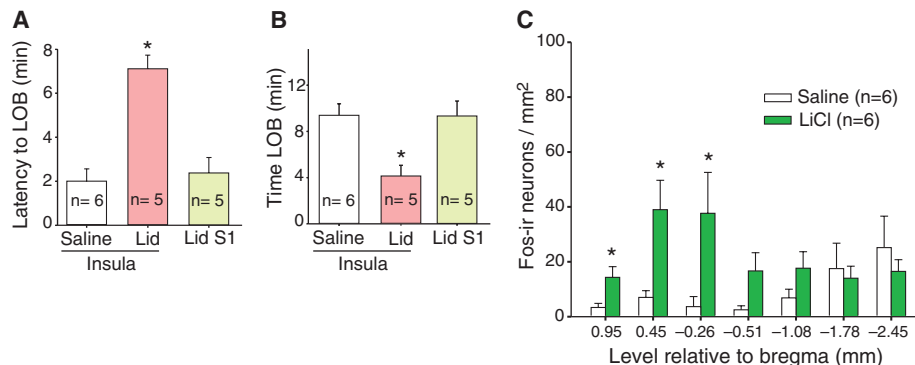 A
Latency to LOB (min)
8
6
4
2
0
*
n= 6
n= 5
n= 5
Saline
Lid
Lid S1
Insula
B
Time LOB (min)
12
8
4
0
*
n= 6
n= 5
n= 5
Saline
Lid
Lid S1
Insula
C
Fos-ir neurons / mm2
100
80
60
40
20
0
Saline (n=6)
LiCl (n=6)
*
*
*
0.95
0.45
−0.26
−0.51
−1.08
−1.78
−2.45
Level relative to bregma (mm)